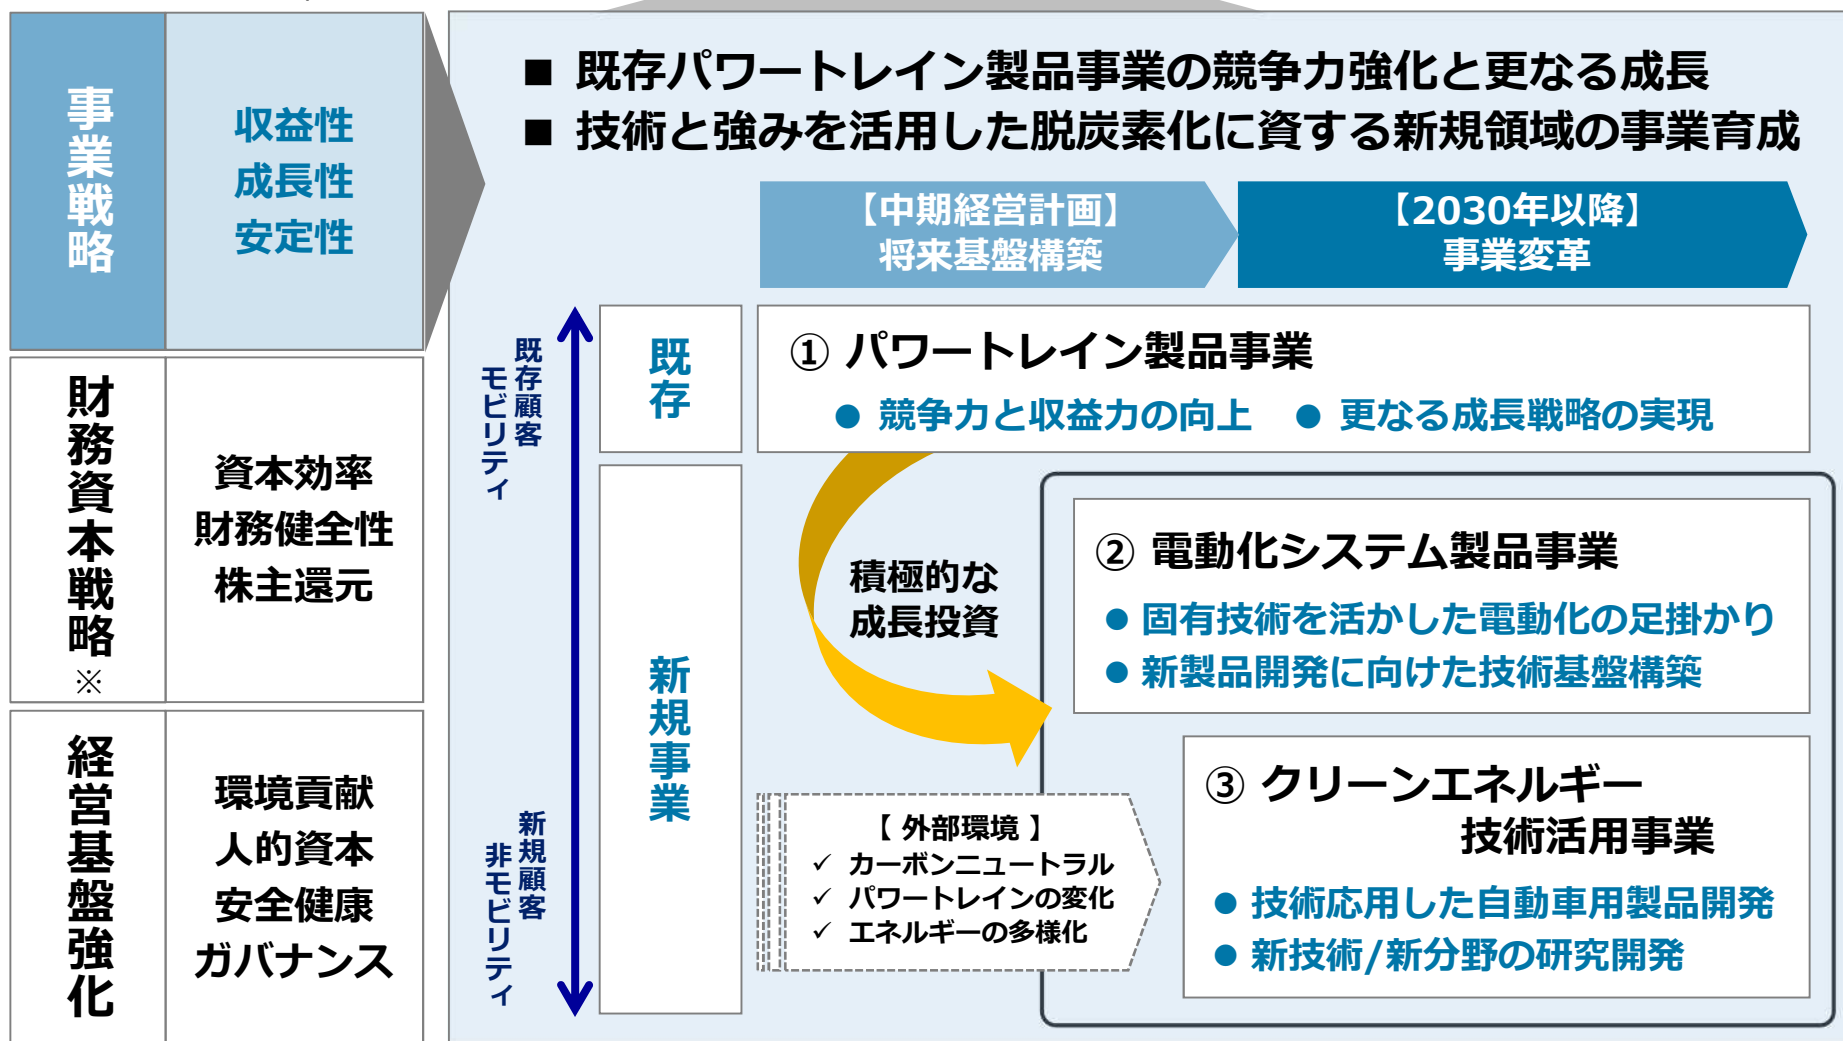 事業戦略
収益性
成長性
安定性
財務資本戦略
※
資本効率
財務健全性
株主還元
経営基盤強化
環境貢献
人的資本
安全健康
ガバナンス
■ 既存パワートレイン製品事業の競争力強化と更なる成長
■ 技術と強みを活用した脱炭素化に資する新規領域の事業育成
【中期経営計画】
将来基盤構築
【2030年以降】
事業変革
既存顧客
モビリティ
新規顧客
非モビリティ
既存
新規事業
① パワートレイン製品事業
● 競争力と収益力の向上 ● 更なる成長戦略の実現
積極的な
成長投資
② 電動化システム製品事業
● 固有技術を活かした電動化の足掛かり
● 新製品開発に向けた技術基盤構築
【 外部環境 】
✓ カーボンニュートラル
✓ パワートレインの変化
✓ エネルギーの多様化
③ クリーンエネルギー
技術活用事業
● 技術応用した自動車用製品開発
● 新技術/新分野の研究開発